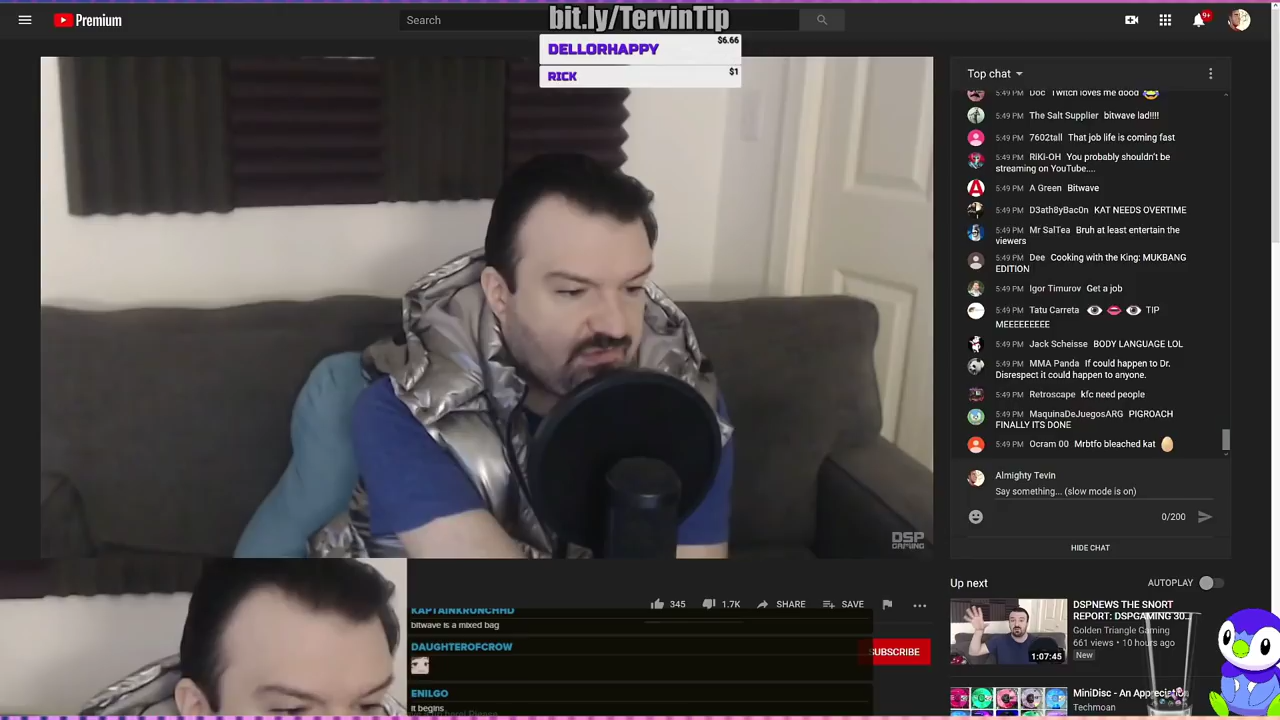 Premium
Search
bit.ly/TervinTip
9+
DELLORHAPPY $6.66
RICK $1
Top chat
5:49 PM Doc Twitch loves me dood
5:49 PM The Salt Supplier bitwave lad!!!!
5:49 PM 7602tall That job life is coming fast
5:49 PM RiKi-OH You probably shouldn't be
streaming on YouTube....
5:49 PM A Green Bitwave
5:49 PM D3ath8yBac0n KAT NEEDS OVERTIME
5:49 PM Mr SalTea Bruh at least entertain the
viewers
5:49 PM Dee Cooking with the King: MUKBANG
EDITION
5:49 PM Igor Timurov Get a job
5:49 PM Tatu Carreta 👁👄👁 TIP
MEEEEEEEE
5:49 PM Jack Scheisse BODY LANGUAGE LOL
5:49 PM MMA Panda If could happen to Dr.
Disrespect it could happen to anyone.
5:49 PM Retroscape kfc need people
5:49 PM MaquinaDeJuegosARG PIGROACH
FINALLY ITS DONE
5:49 PM Ocram 00 Mrbtfo bleached kat 🥚
Almighty Tevin
Say something... (slow mode is on)
0/200
HIDE CHAT
DSP
GAMING
345 1.7K SHARE SAVE
SUBSCRIBE
KAPTAINKRUNCHHD
bitwave is a mixed bag
DAUGHTEROFCROW
ENILGO
it begins
Up next AUTOPLAY
DSPNEWS THE SNORT
REPORT: DSPGAMING 30...
Golden Triangle Gaming
661 views • 10 hours ago
New
1:07:45
MiniDisc - An Appreciation
Techmoan